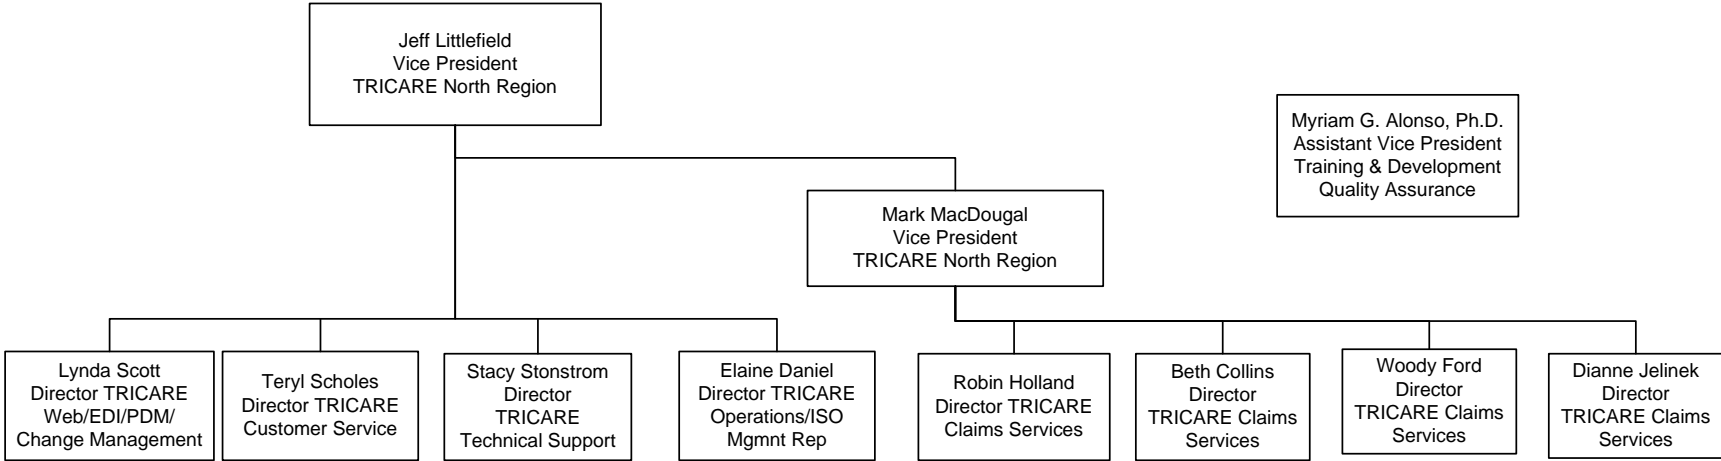 Jeff Littlefield
Vice President
TRICARE North Region
Myriam G. Alonso, Ph.D.
Assistant Vice President
Training & Development
Quality Assurance
Mark MacDougal
Vice President
TRICARE North Region
Lynda Scott
Director TRICARE
Web/EDI/PDM/
Change Management
Teryl Scholes
Director TRICARE
Customer Service
Stacy Stonstrom
Director
TRICARE
Technical Support
Elaine Daniel
Director TRICARE
Operations/ISO
Mgmnt Rep
Robin Holland
Director TRICARE
Claims Services
Beth Collins
Director
TRICARE Claims
Services
Woody Ford
Director
TRICARE Claims
Services
Dianne Jelinek
Director
TRICARE Claims
Services